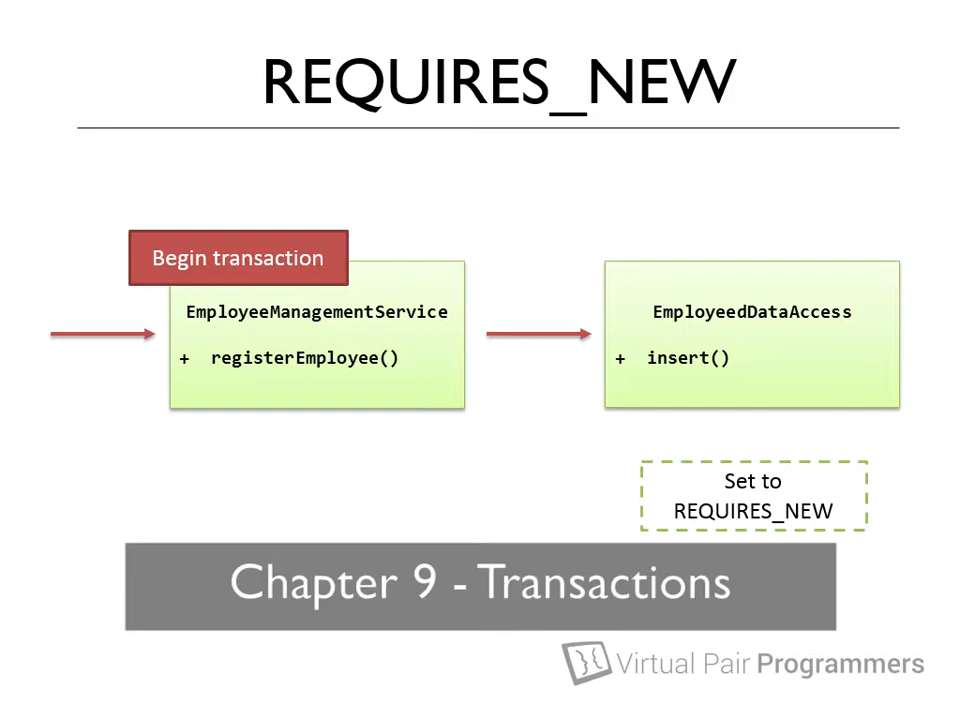 REQUIRES_NEW
Begin transaction
EmployeeManagementService
+ registerEmployee()
EmployeedDataAccess
+ insert()
Set to
REQUIRES_NEW
Chapter 9 - Transactions
Virtual Pair Programmers